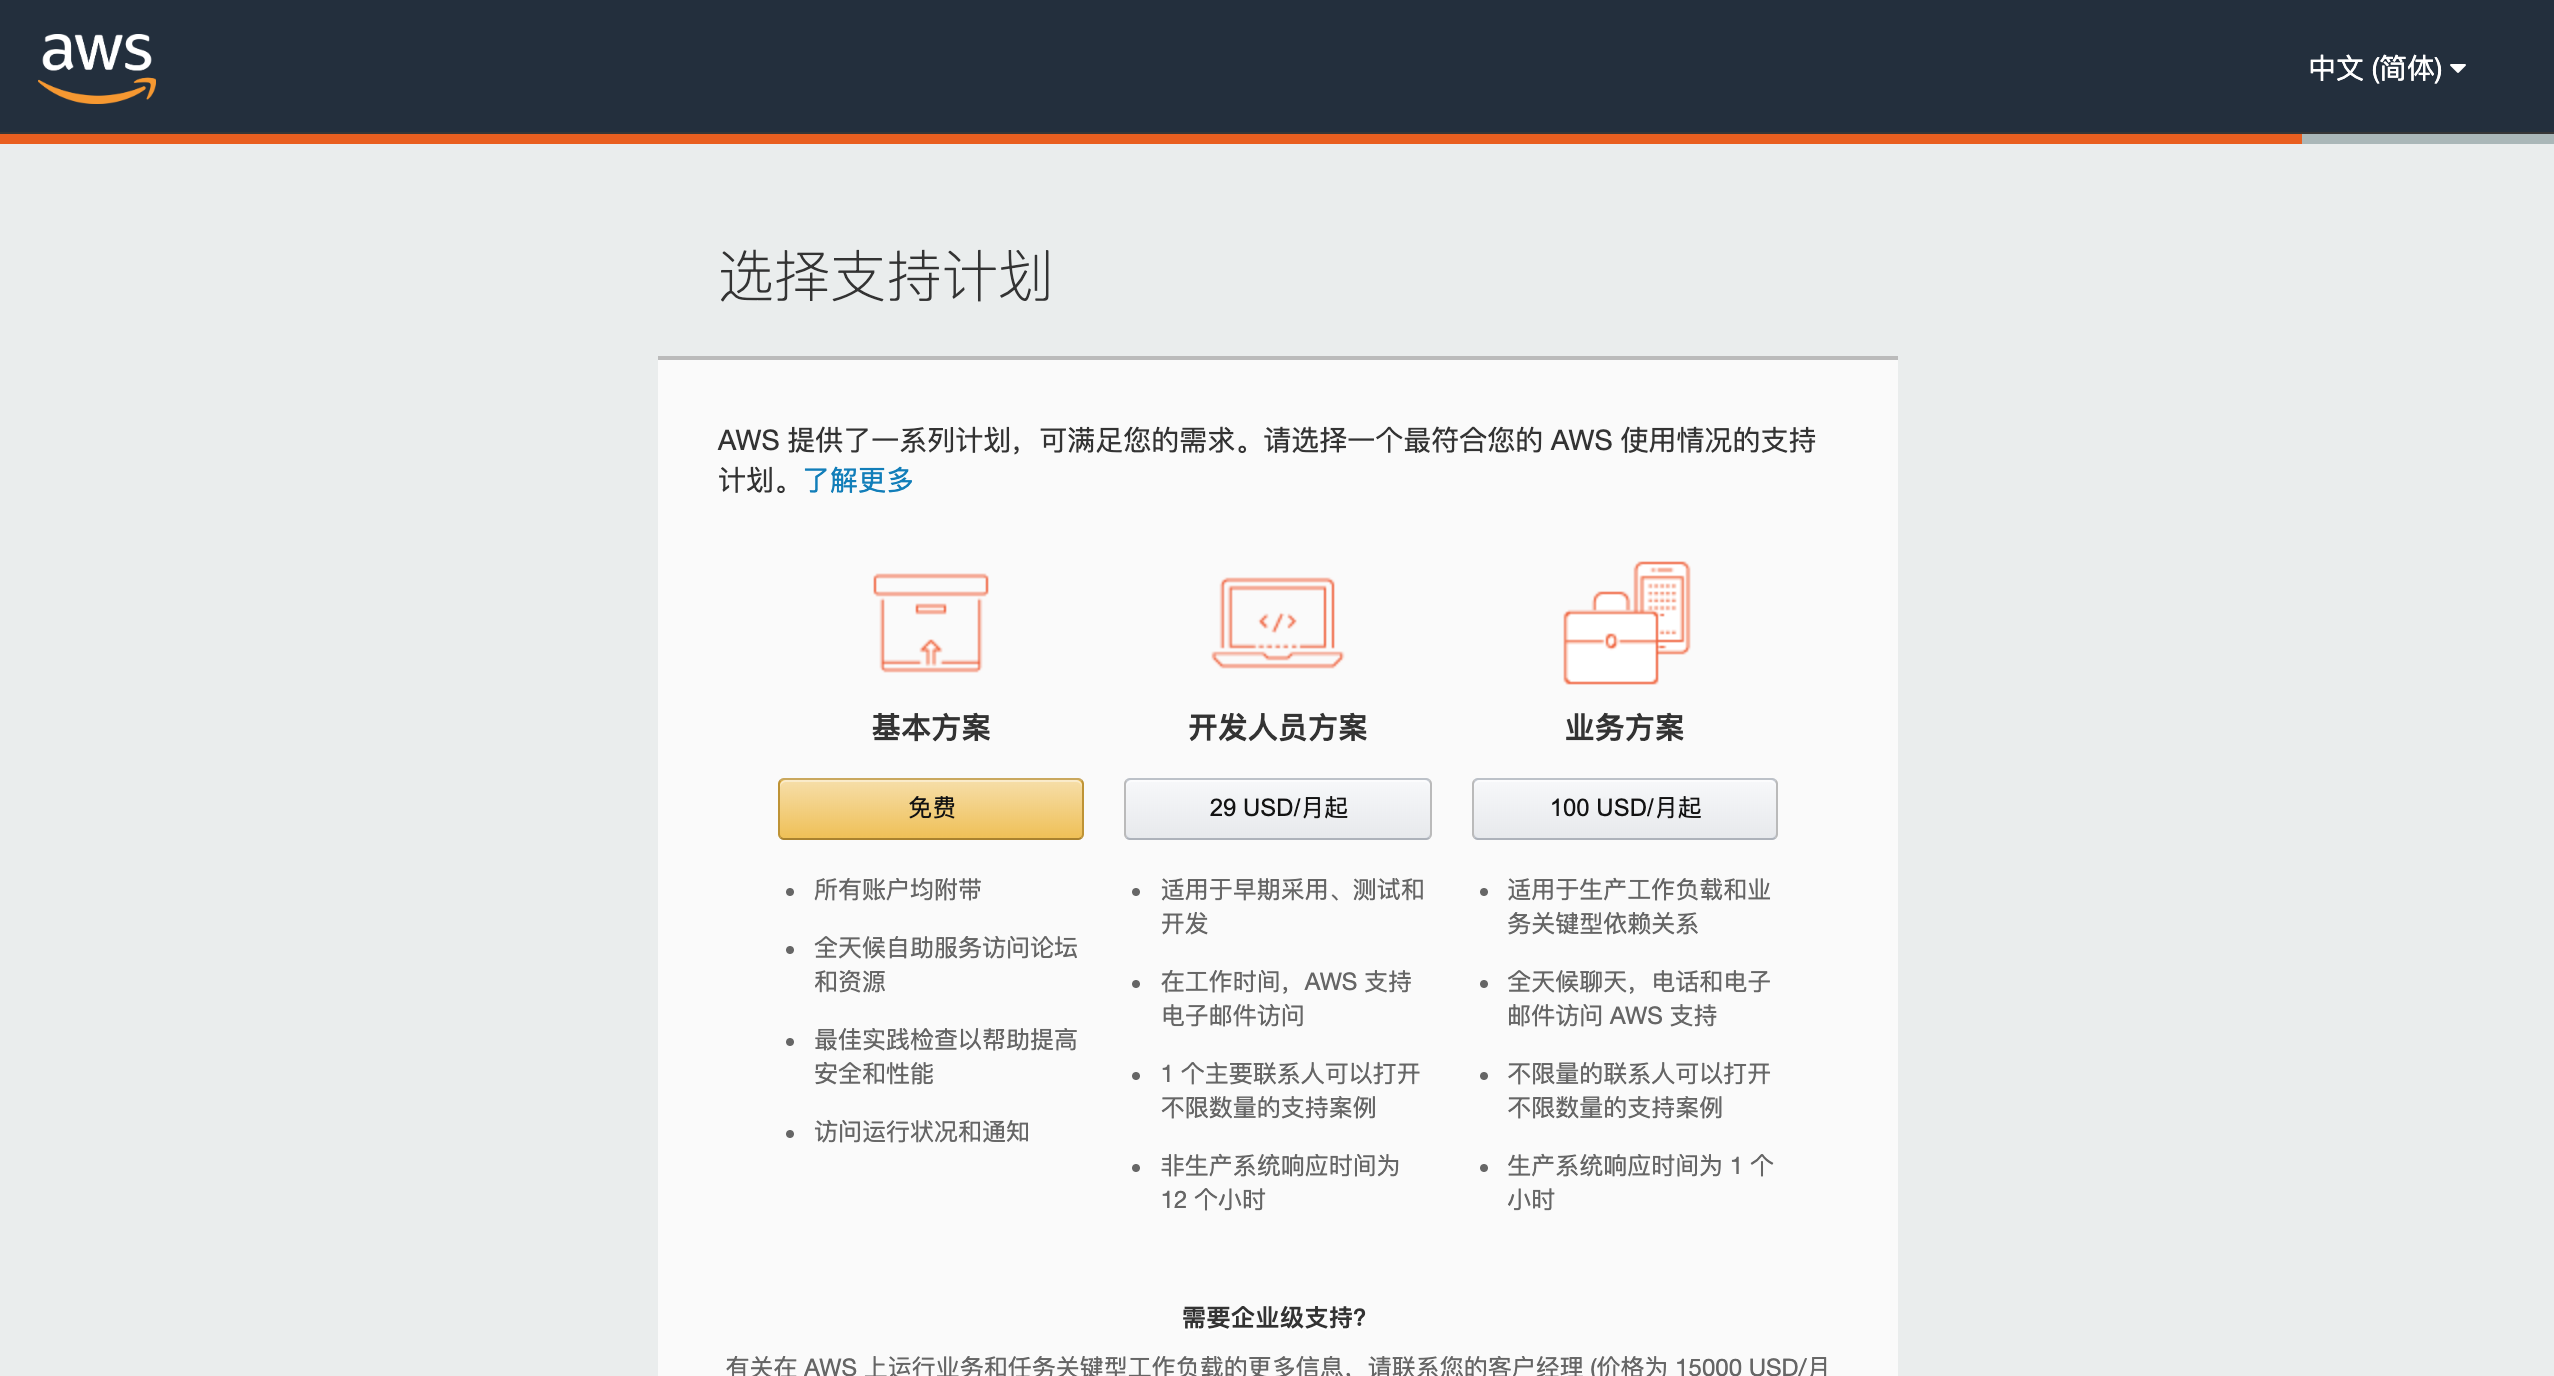 aws
中文 (简体)
选择支持计划
AWS 提供了一系列计划，可满足您的需求。请选择一个最符合您的 AWS 使用情况的支持
计划。了解更多
</>
基本方案
开发人员方案
业务方案
免费
29 USD/月起
100 USD/月起
所有账户均附带
全天候自助服务访问论坛
和资源
最佳实践检查以帮助提高
安全和性能
访问运行状况和通知
适用于早期采用、测试和
开发
在工作时间，AWS 支持
电子邮件访问
1 个主要联系人可以打开
不限数量的支持案例
非生产系统响应时间为
12 个小时
适用于生产工作负载和业
务关键型依赖关系
全天候聊天，电话和电子
邮件访问 AWS 支持
不限量的联系人可以打开
不限数量的支持案例
生产系统响应时间为 1 个
小时
需要企业级支持?
有关在 AWS 上运行业务和任务关键型工作负载的更多信息，请联系您的客户经理 (价格为 15000 USD/月